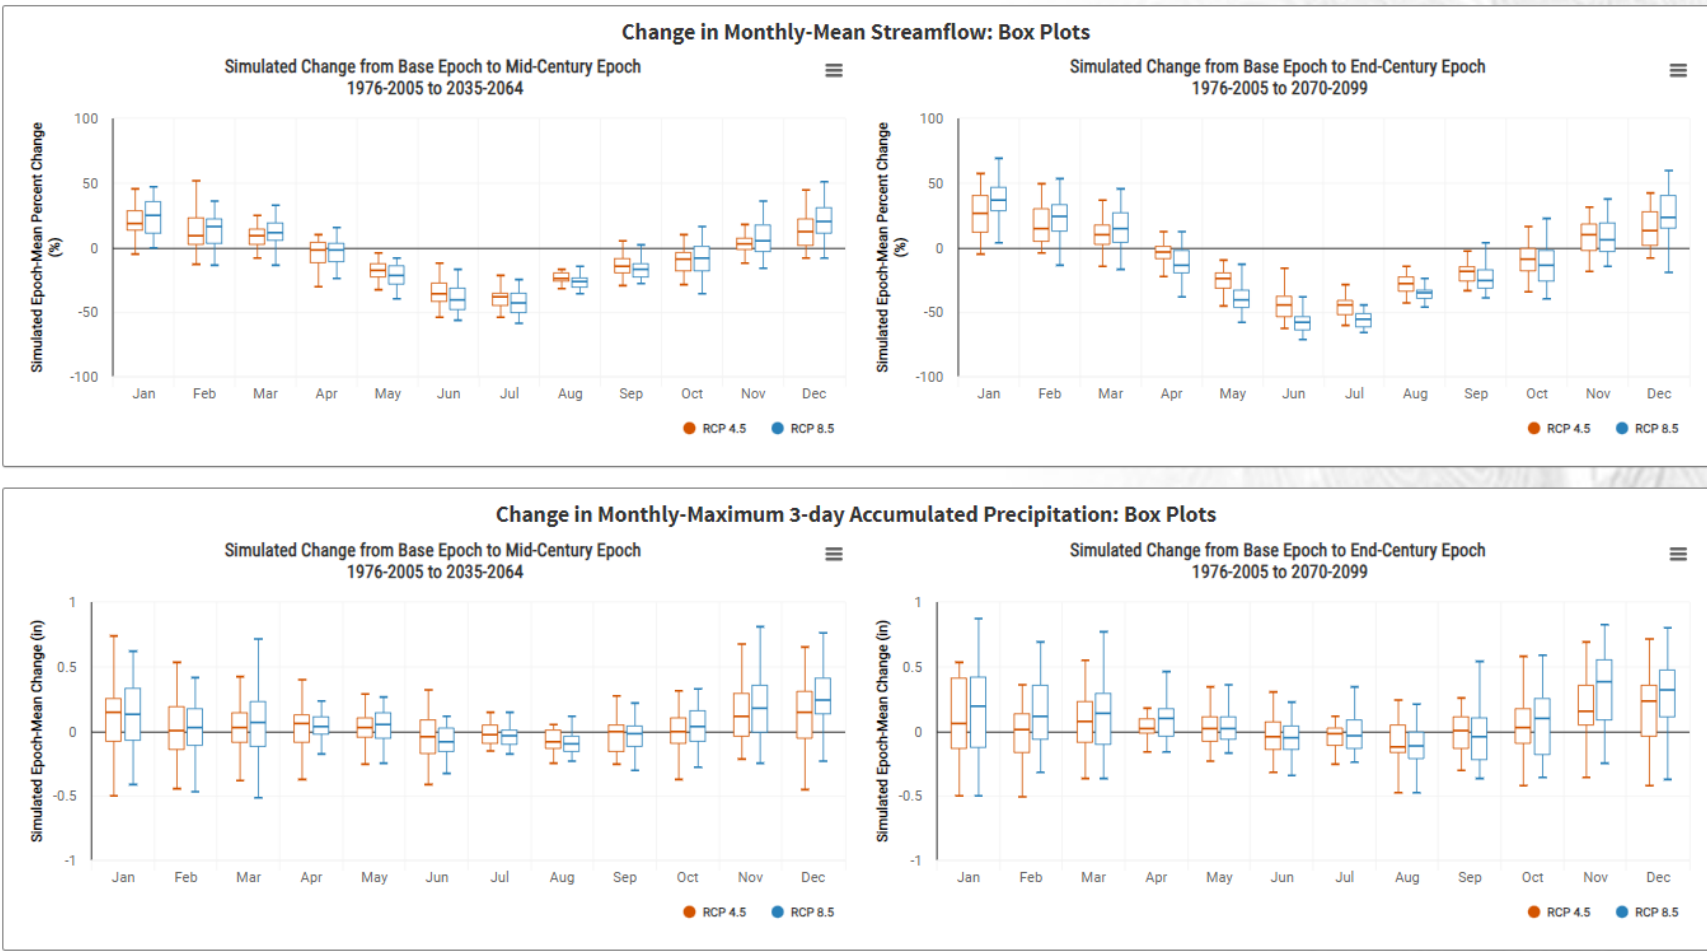 Change in Monthly-Mean Streamflow: Box Plots
Simulated Change from Base Epoch to Mid-Century Epoch
1976-2005 to 2035-2064
Simulated Epoch-Mean Percent Change
(%)
100
50
0
-50
-100
Jan Feb Mar Apr May Jun Jul Aug Sep Oct Nov Dec
RCP 4.5 RCP 8.5
Simulated Change from Base Epoch to End-Century Epoch
1976-2005 to 2070-2099
Simulated Epoch-Mean Percent Change
(%)
100
50
0
-50
-100
Jan Feb Mar Apr May Jun Jul Aug Sep Oct Nov Dec
RCP 4.5 RCP 8.5
Change in Monthly-Maximum 3-day Accumulated Precipitation: Box Plots
Simulated Change from Base Epoch to Mid-Century Epoch
1976-2005 to 2035-2064
Simulated Epoch-Mean Change (in)
1
0.5
0
-0.5
-1
Jan Feb Mar Apr May Jun Jul Aug Sep Oct Nov Dec
RCP 4.5 RCP 8.5
Simulated Change from Base Epoch to End-Century Epoch
1976-2005 to 2070-2099
Simulated Epoch-Mean Change (in)
1
0.5
0
-0.5
-1
Jan Feb Mar Apr May Jun Jul Aug Sep Oct Nov Dec
RCP 4.5 RCP 8.5